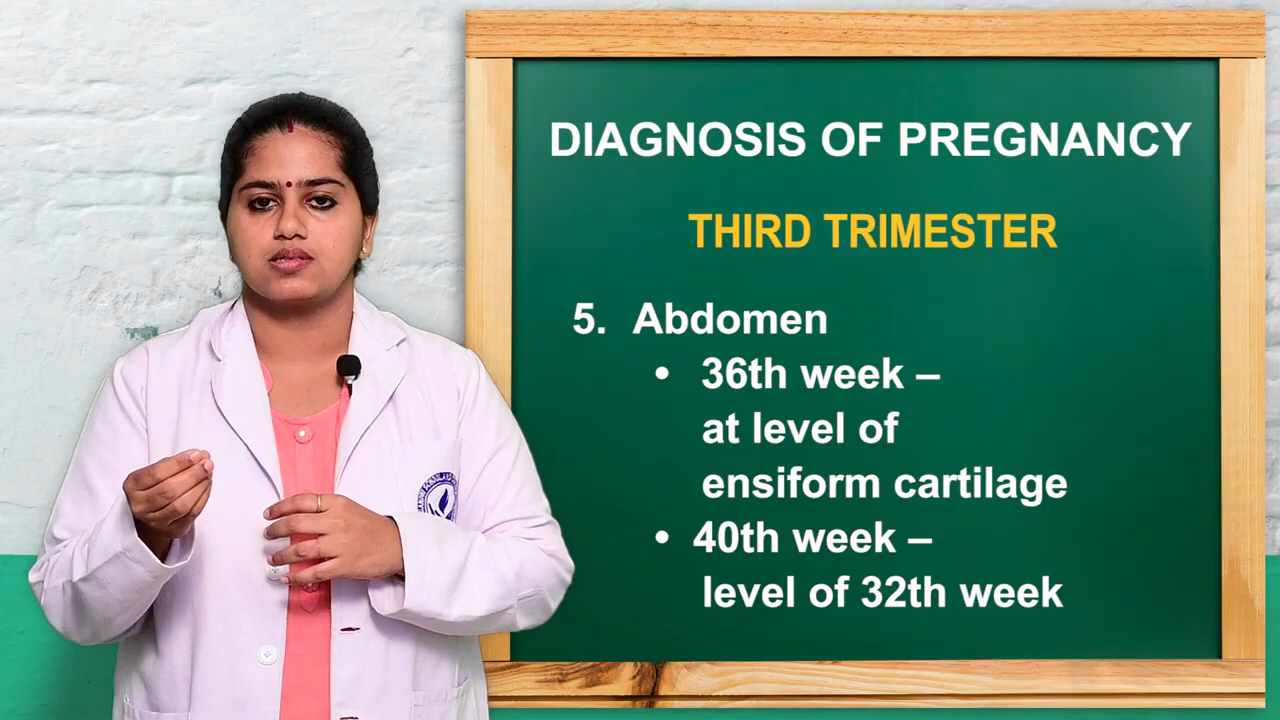 DIAGNOSIS OF PREGNANCY
THIRD TRIMESTER
5. Abdomen
• 36th week –
at level of
ensiform cartilage
• 40th week –
level of 32th week